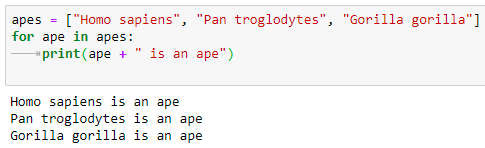 apes = ["Homo sapiens", "Pan troglodytes", "Gorilla gorilla"]
for ape in apes:
    print(ape + " is an ape")
Homo sapiens is an ape
Pan troglodytes is an ape
Gorilla gorilla is an ape